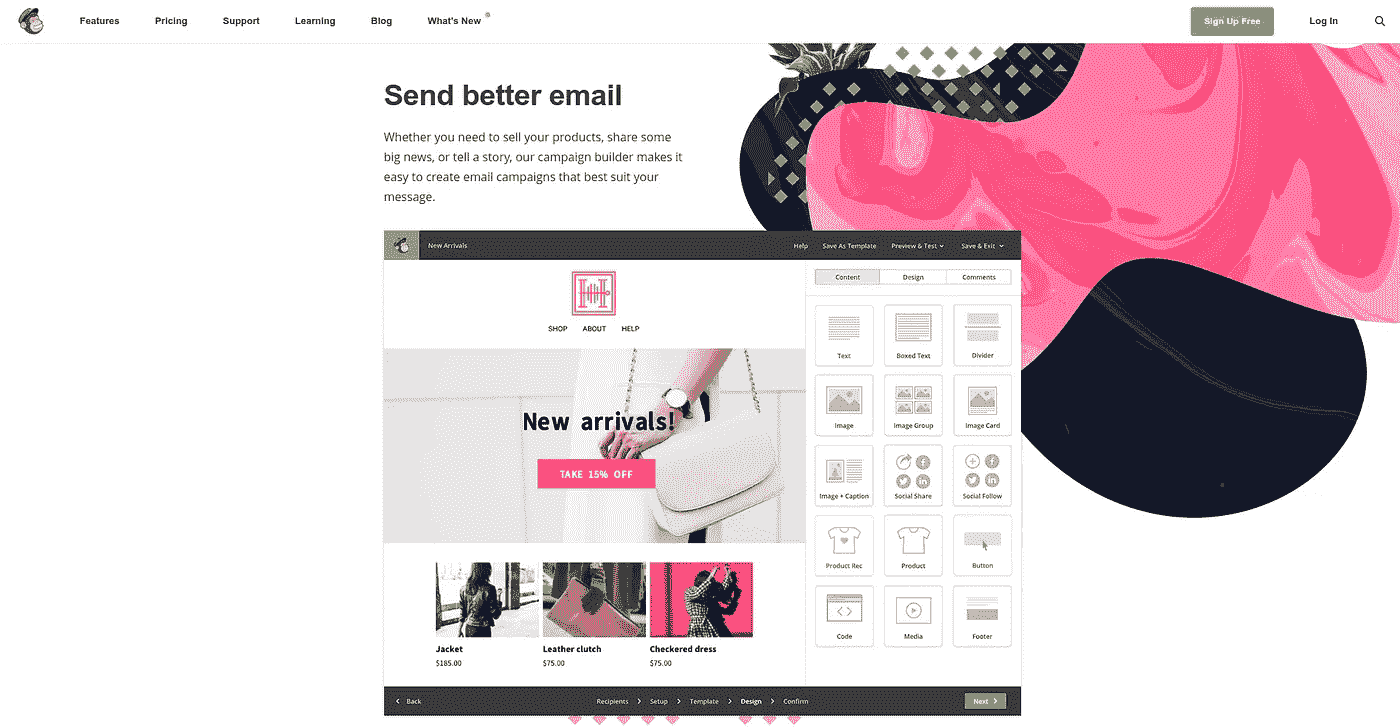 Features Pricing Support Learning Blog What's New Sign Up Free Log In
Send better email
Whether you need to sell your products, share some
big news, or tell a story, our campaign builder makes it
easy to create email campaigns that best suit your
message.
New Arrivals Help Save As Template Preview & Test Save & Exit
SHOP ABOUT HELP
New arrivals!
TAKE 15% OFF
Jacket Leather clutch Checkered dress
$185.00 $75.00 $75.00
Content Design Comments
Text Boxed Text Divider
Image Image Group Image Card
Image + Caption Social Share Social Follow
Product Rec Product Button
Code Media Footer
Back Recipients Setup Template Design Confirm Next